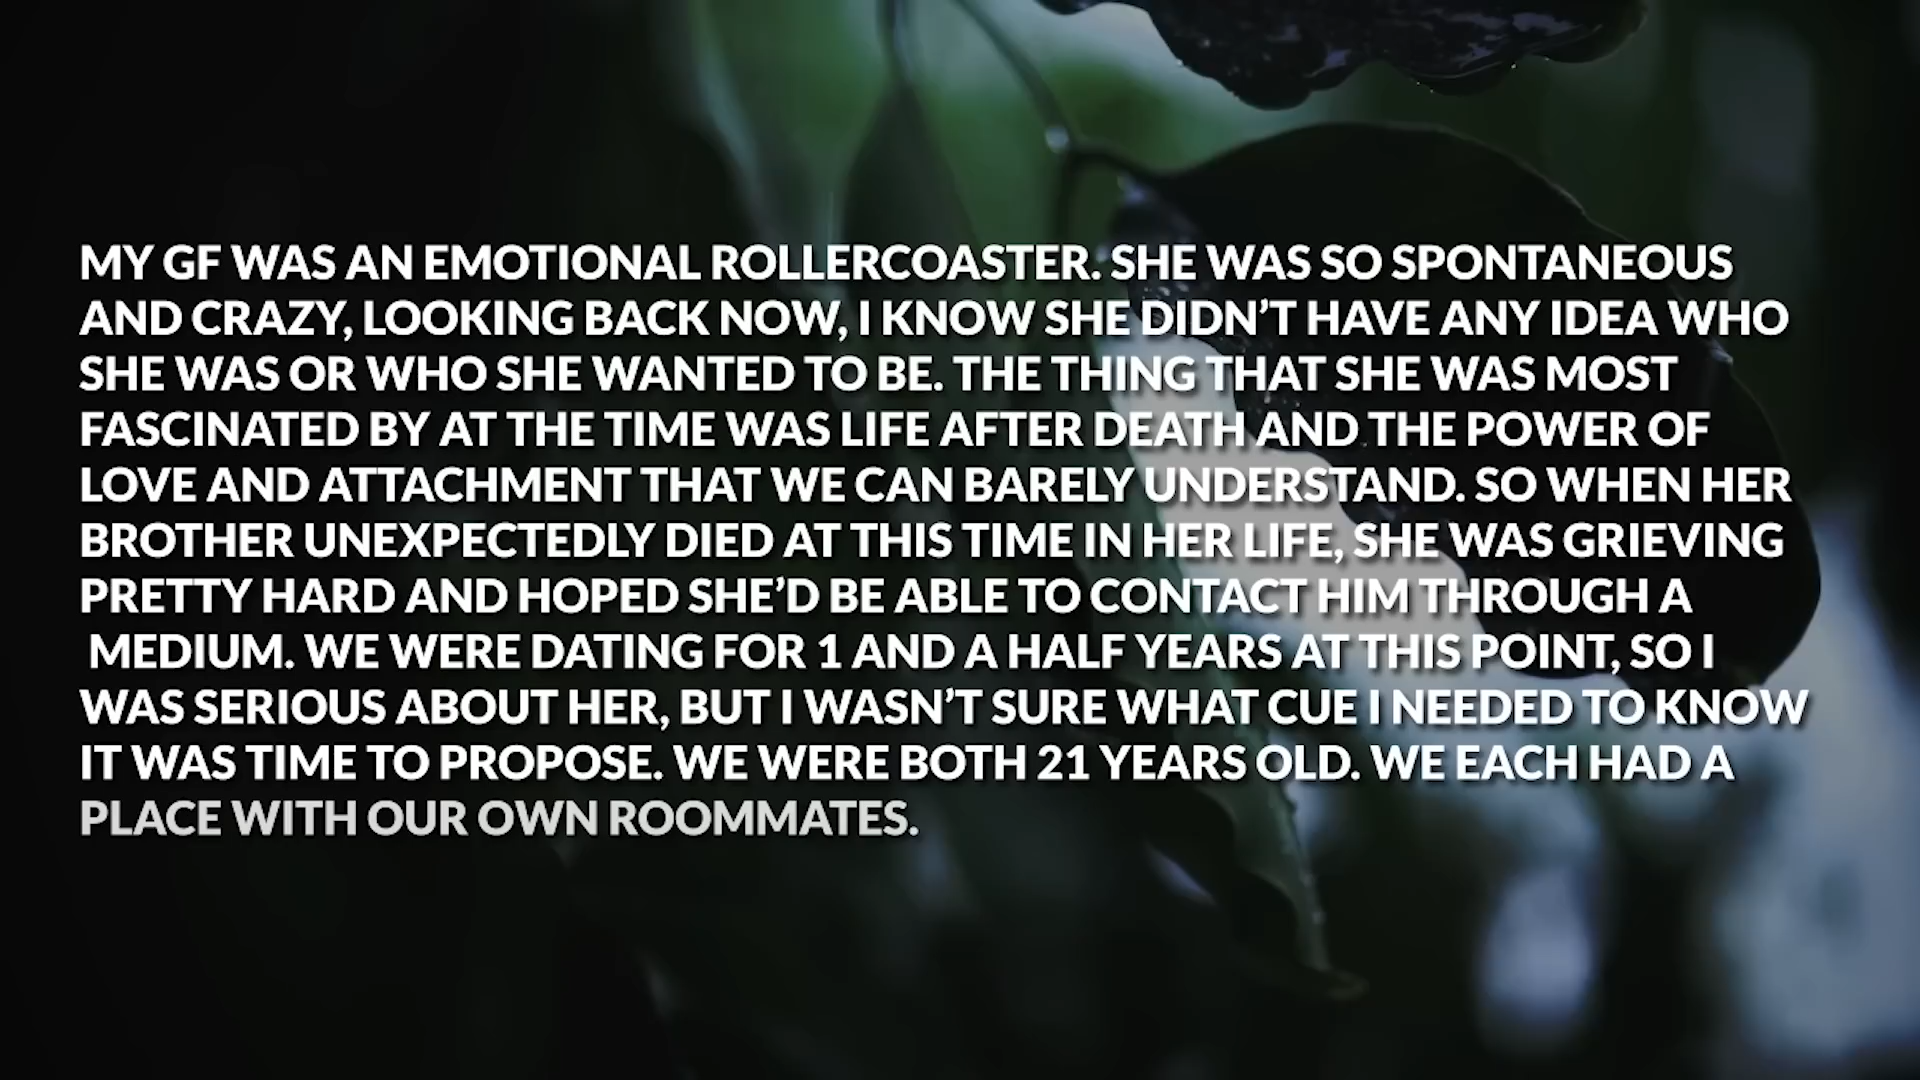 MY GF WAS AN EMOTIONAL ROLLERCOASTER. SHE WAS SO SPONTANEOUS
AND CRAZY, LOOKING BACK NOW, I KNOW SHE DIDN’T HAVE ANY IDEA WHO
SHE WAS OR WHO SHE WANTED TO BE. THE THING THAT SHE WAS MOST
FASCINATED BY AT THE TIME WAS LIFE AFTER DEATH AND THE POWER OF
LOVE AND ATTACHMENT THAT WE CAN BARELY UNDERSTAND. SO WHEN HER
BROTHER UNEXPECTEDLY DIED AT THIS TIME IN HER LIFE, SHE WAS GRIEVING
PRETTY HARD AND HOPED SHE’D BE ABLE TO CONTACT HIM THROUGH A
MEDIUM. WE WERE DATING FOR 1 AND A HALF YEARS AT THIS POINT, SO I
WAS SERIOUS ABOUT HER, BUT I WASN’T SURE WHAT CUE I NEEDED TO KNOW
IT WAS TIME TO PROPOSE. WE WERE BOTH 21 YEARS OLD. WE EACH HAD A
PLACE WITH OUR OWN ROOMMATES.